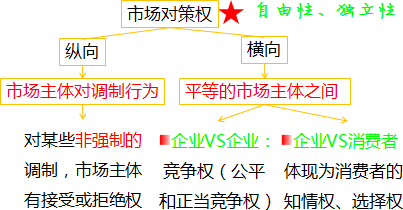 市场对策权
自由性、独立性
纵向
横向
市场主体对调制行为
平等的市场主体之间
对某些非强制的
调制，市场主体
有接受或拒绝权
企业VS企业：
竞争权（公平
和正当竞争权）
企业VS消费者
体现为消费者的
知情权、选择权